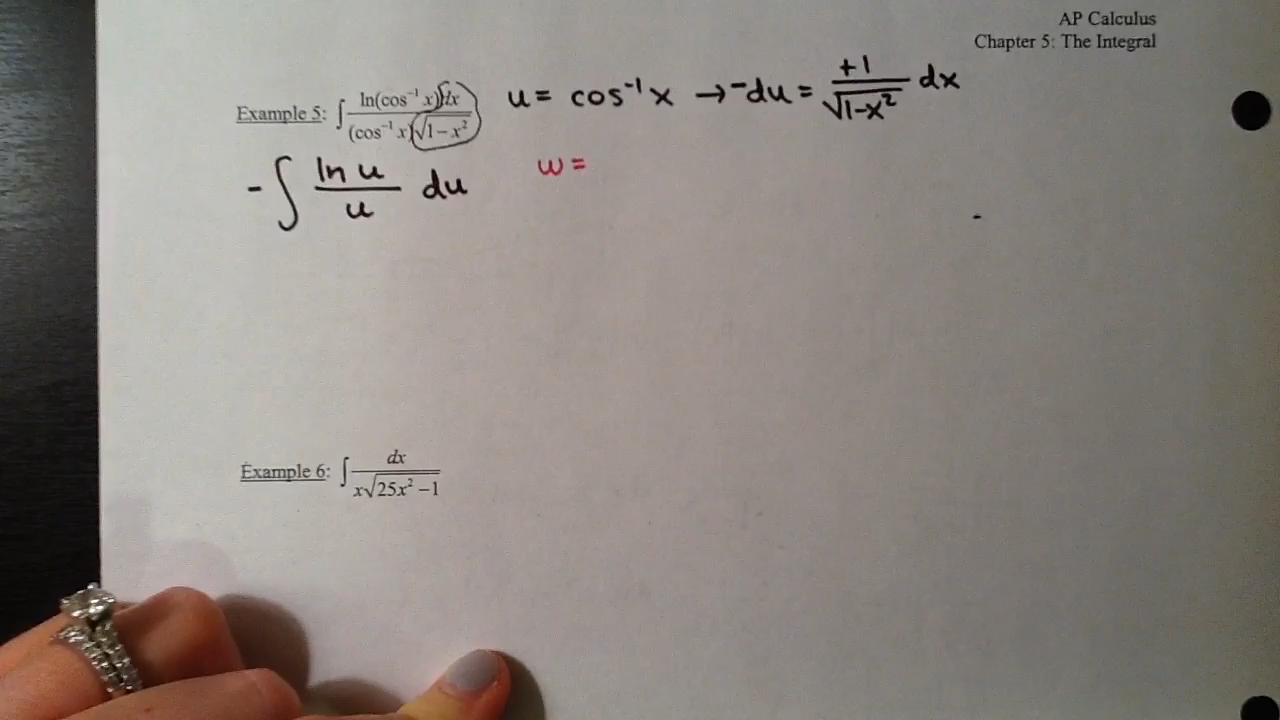 AP Calculus
Chapter 5: The Integral
Example 5: ∫ ln(cos⁻¹ x)dx / (cos⁻¹ x)√(1−x²) u = cos⁻¹x → ⁻du = +1/√(1-x²) dx
-∫ ln u / u du w =
Example 6: ∫ dx / x√(25x² −1)